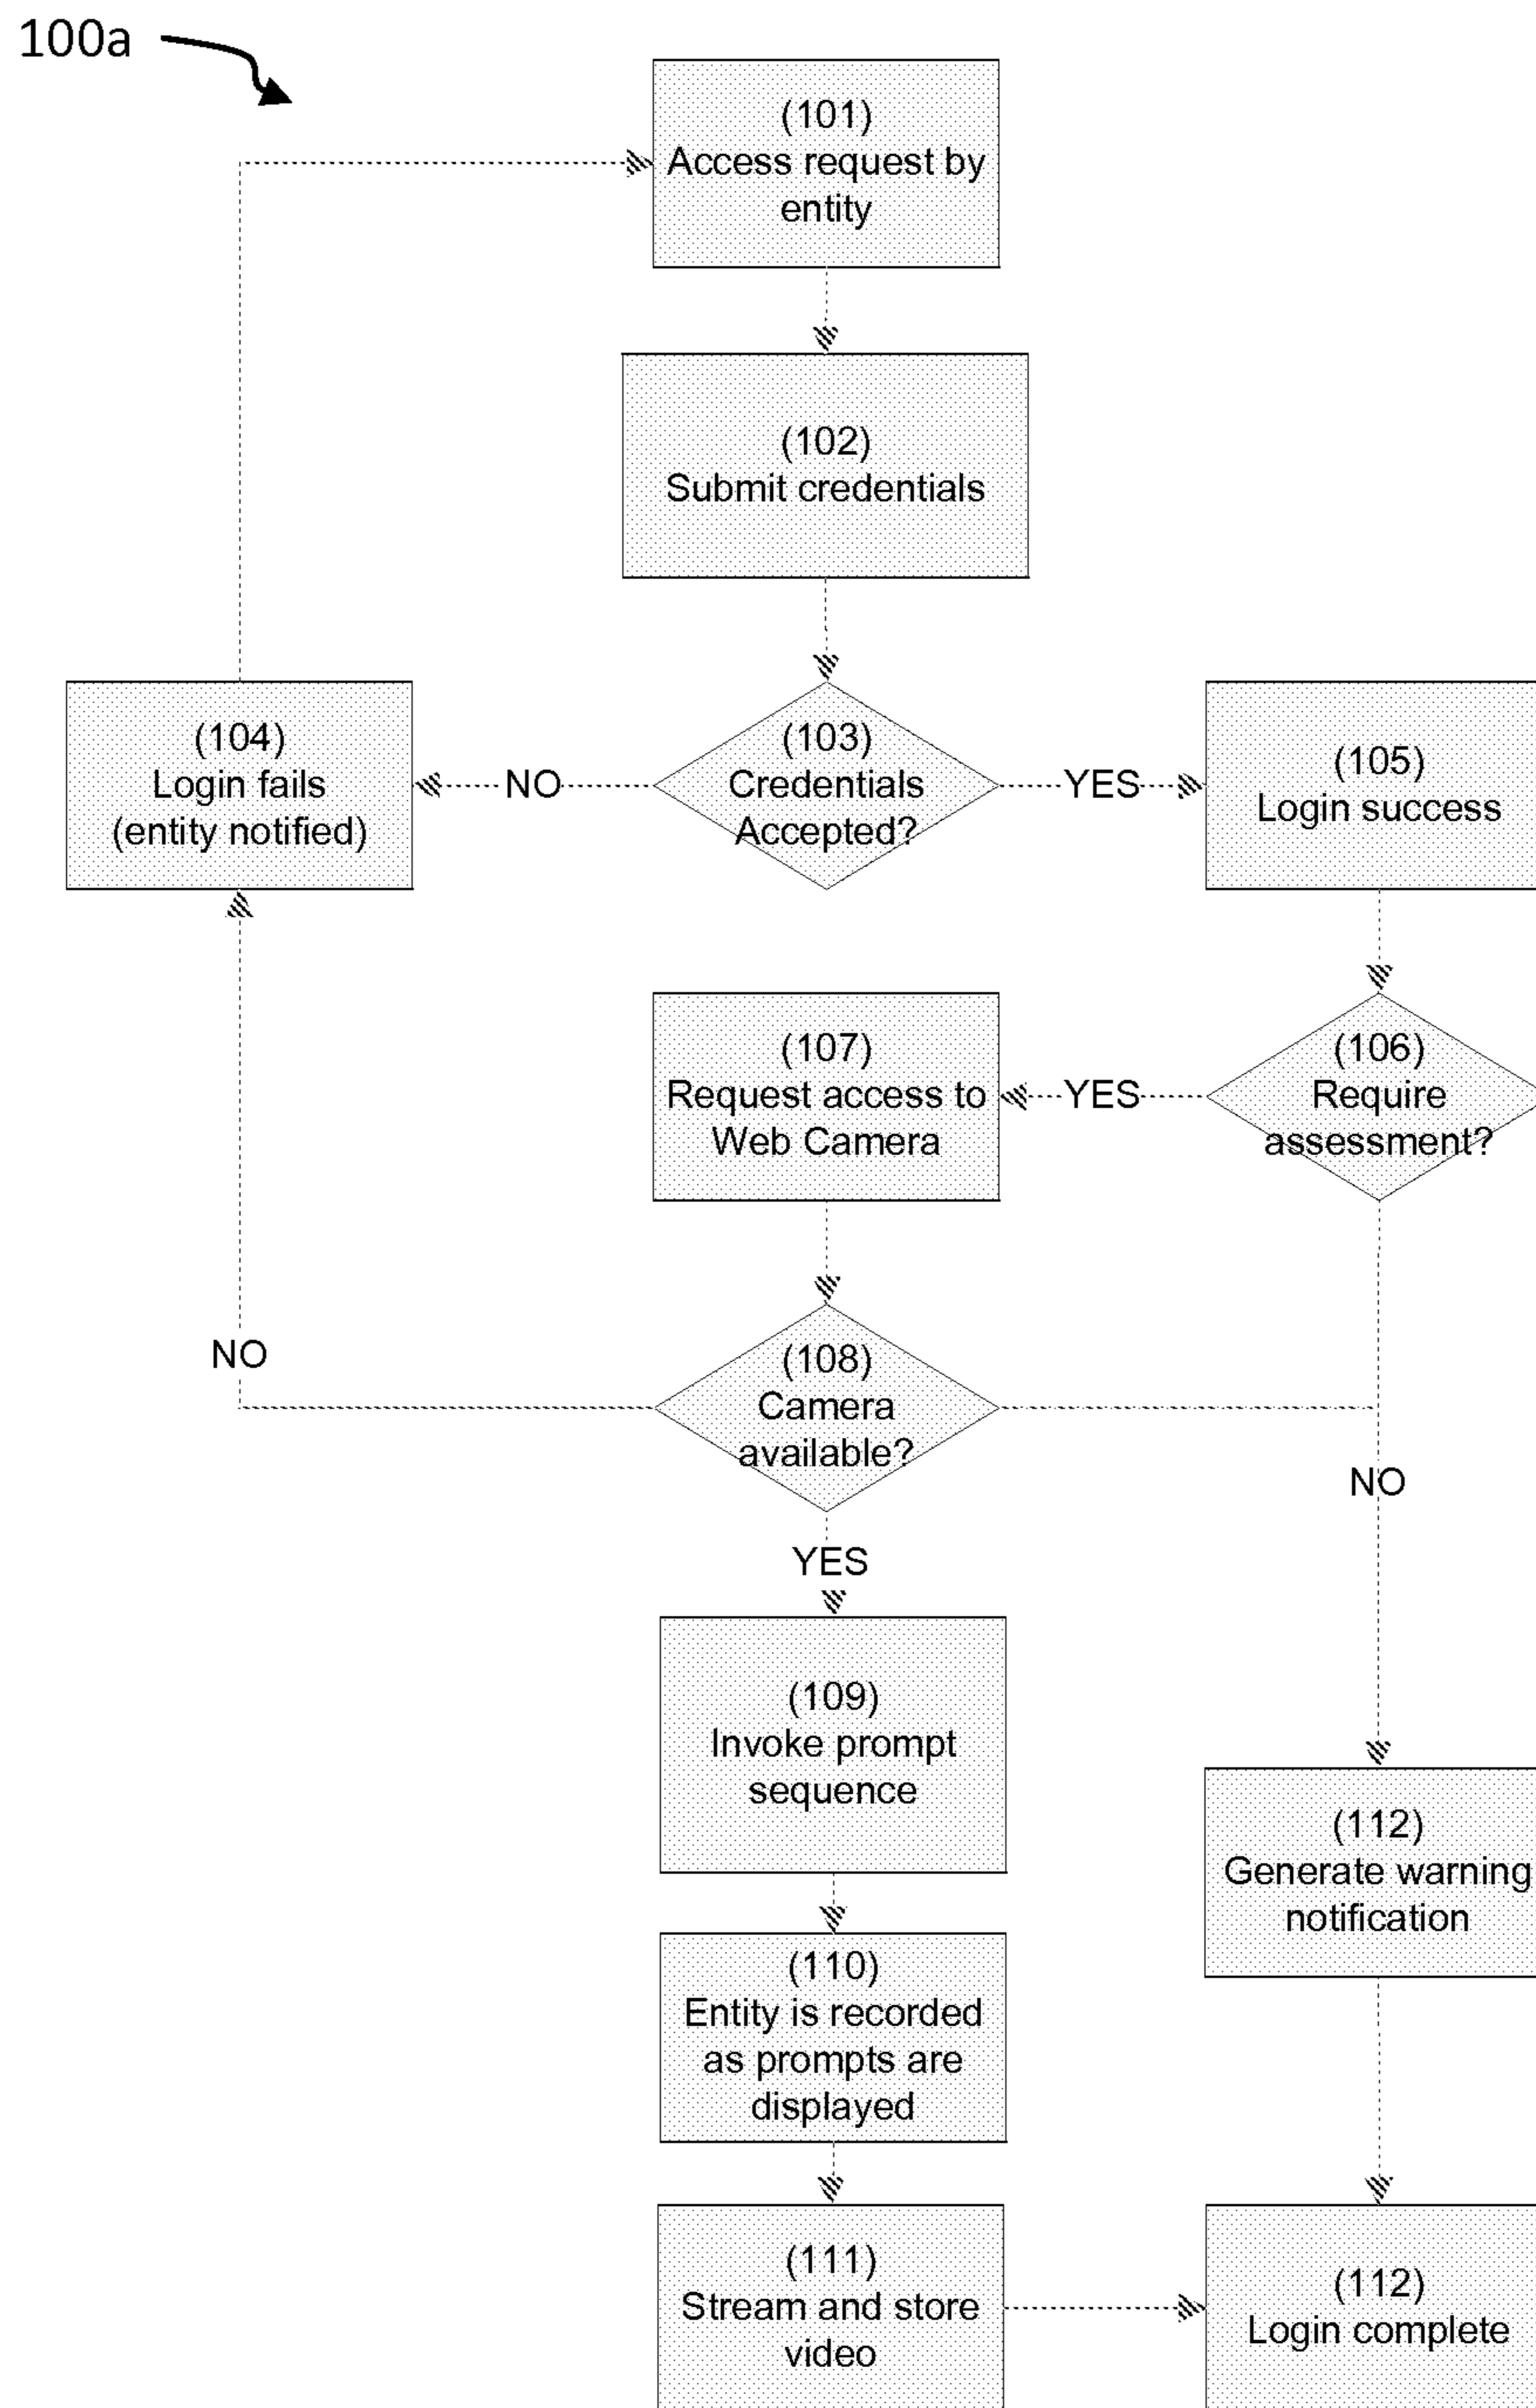 100a
(101)
Access request by
entity
(102)
Submit credentials
(104)
Login fails
(entity notified)
NO
(103)
Credentials
Accepted?
YES
(105)
Login success
(107)
Request access to
Web Camera
YES
(106)
Require
assessment?
NO
(108)
Camera
available?
NO
YES
(109)
Invoke prompt
sequence
(112)
Generate warning
notification
(110)
Entity is recorded
as prompts are
displayed
(111)
Stream and store
video
(112)
Login complete